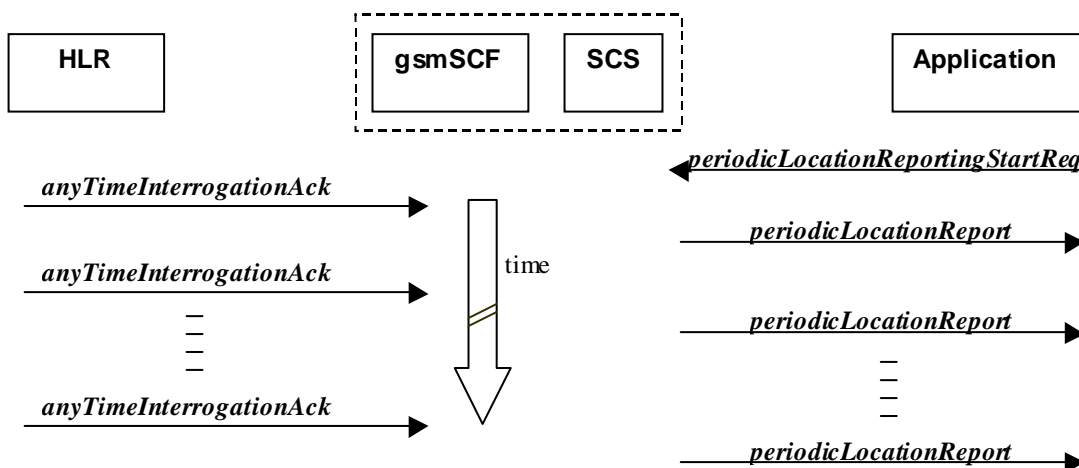 HLR
gsmSCF
SCS
Application
periodicLocationReportingStartReq
anyTimeInterrogationAck
periodicLocationReport
anyTimeInterrogationAck
time
periodicLocationReport
anyTimeInterrogationAck
periodicLocationReport